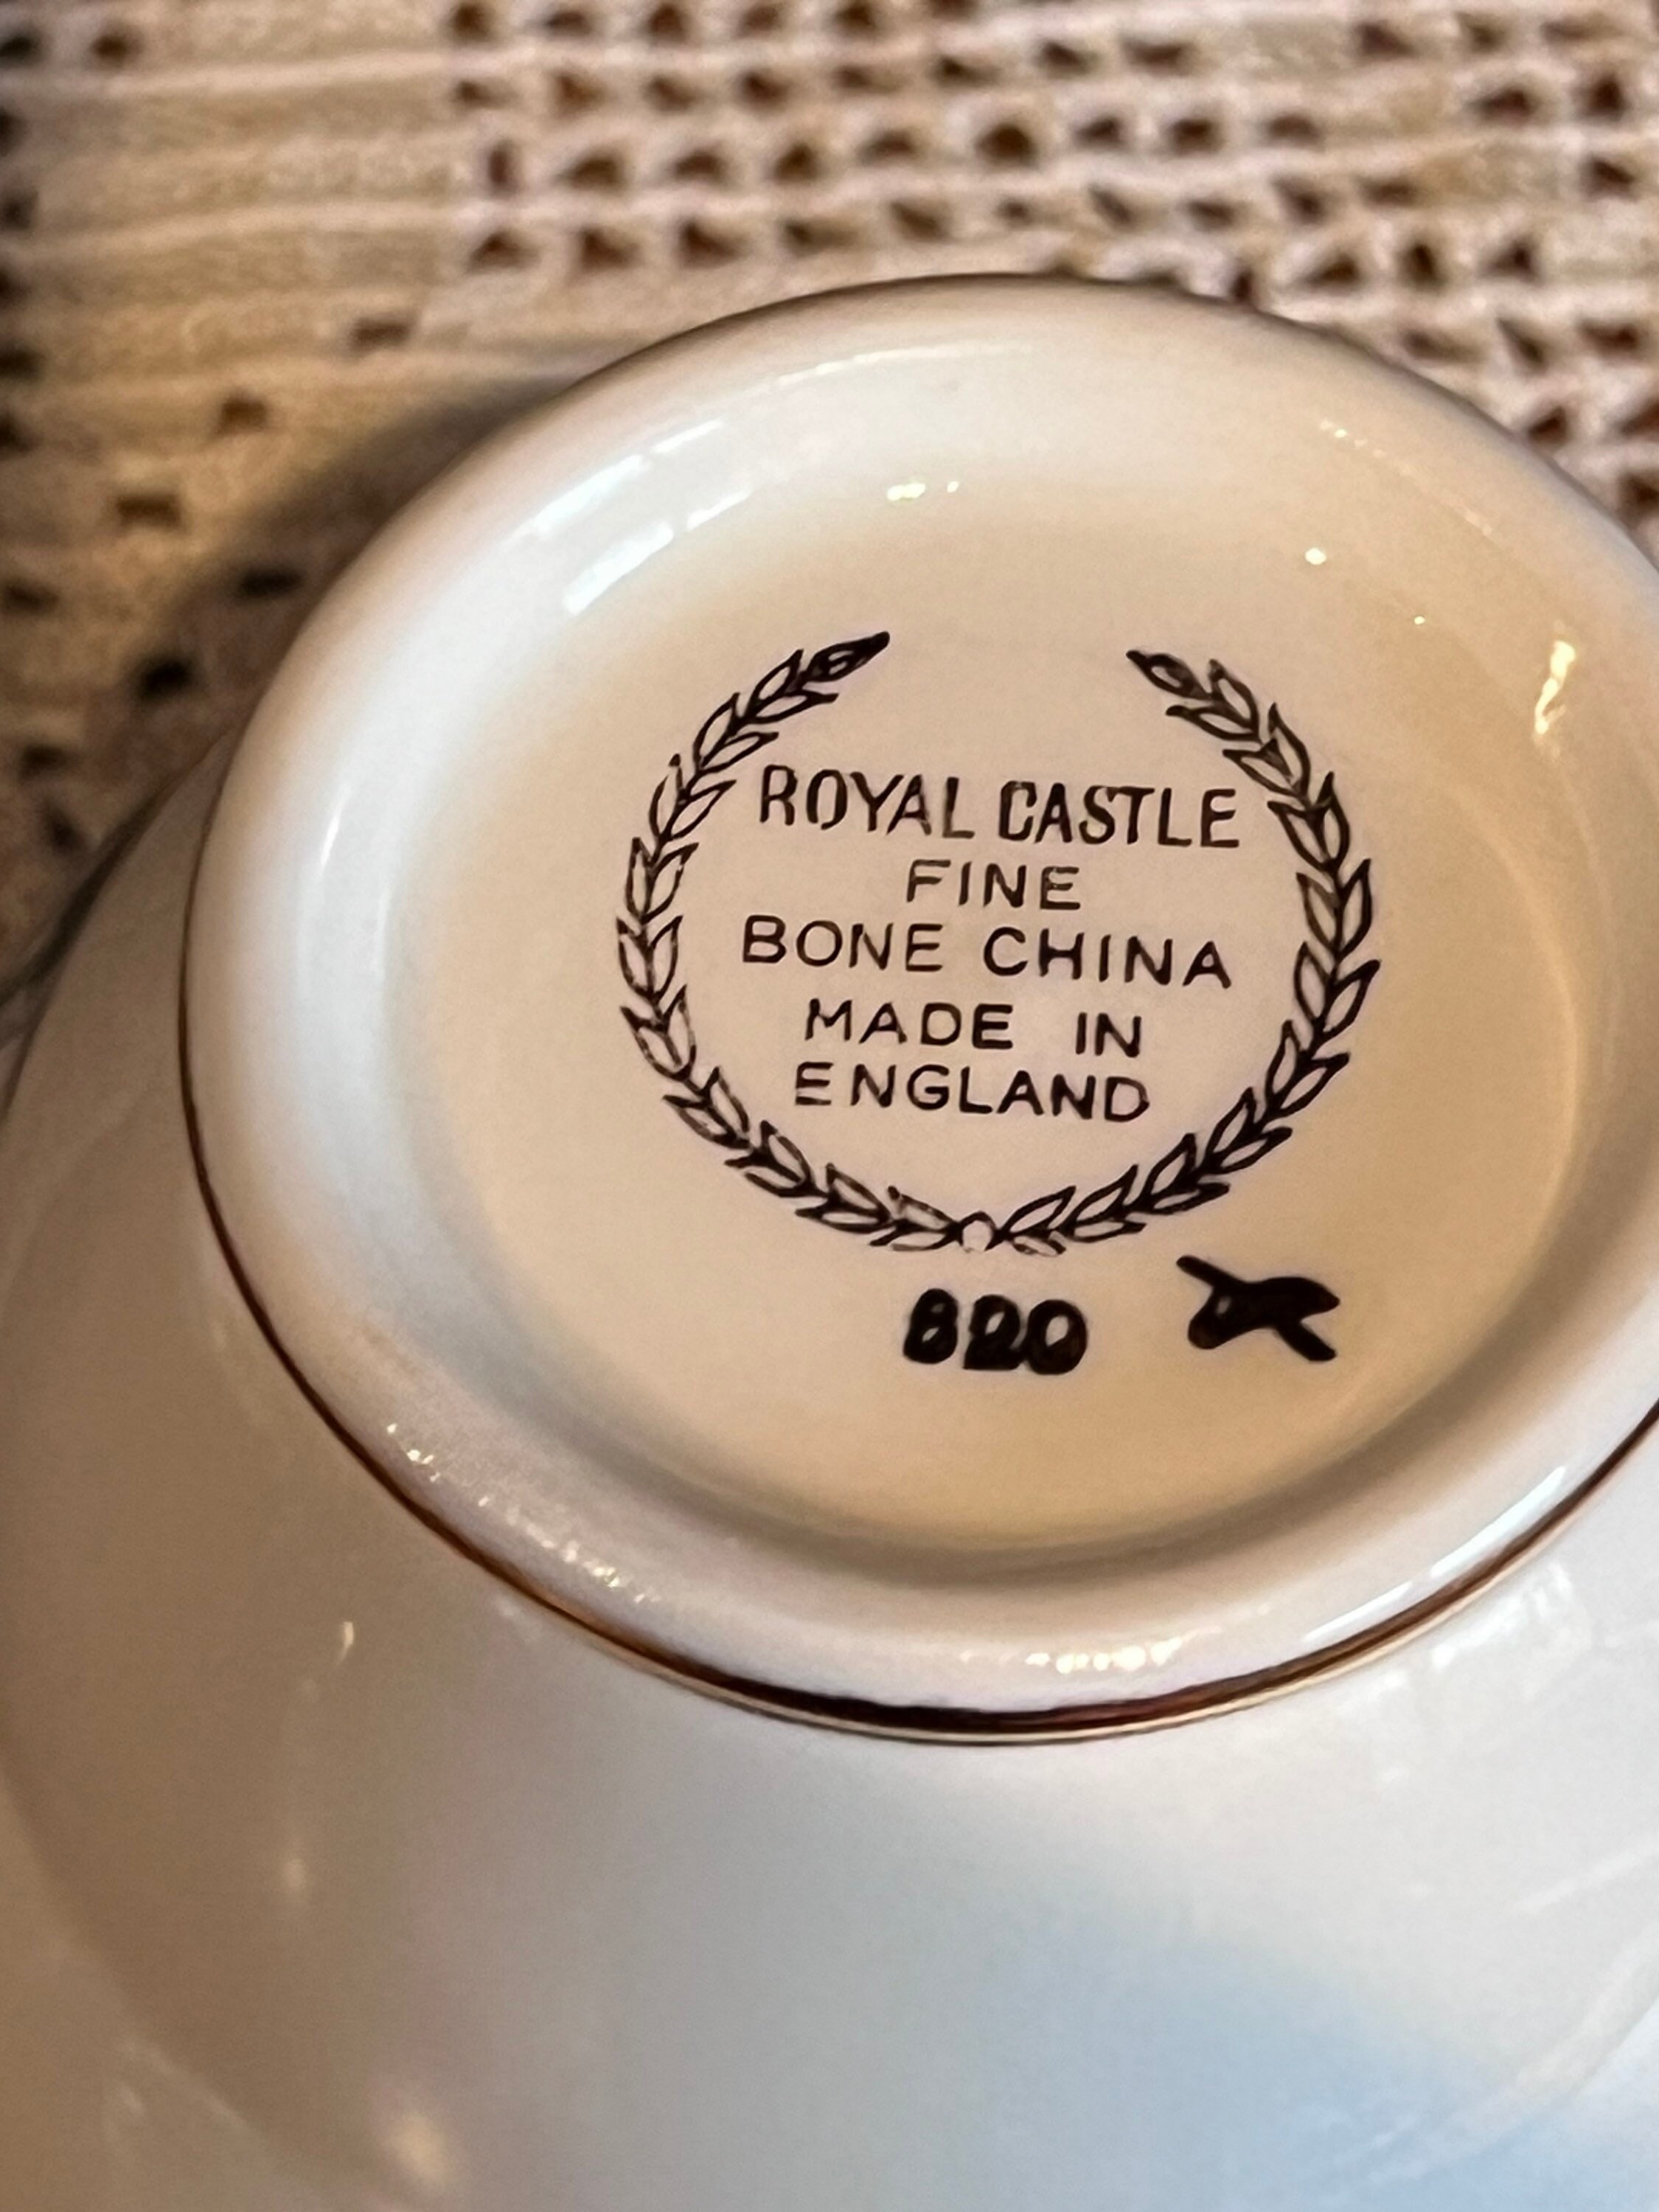 ROYAL CASTLE
FINE
BONE CHINA
MADE IN
ENGLAND
820